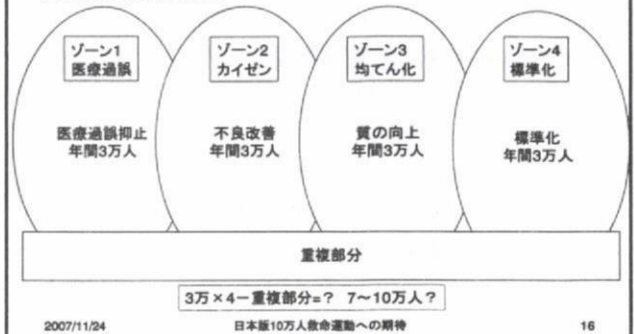 ゾーン1
医療過誤
ゾーン2
カイゼン
ゾーン3
均てん化
ゾーン4
標準化
医療過誤抑止
年間3万人
不良改善
年間3万人
質の向上
年間3万人
標準化
年間3万人
重複部分
3万×4−重複部分=? 7〜10万人?
2007/11/24
日本版10万人救命運動への期待
16